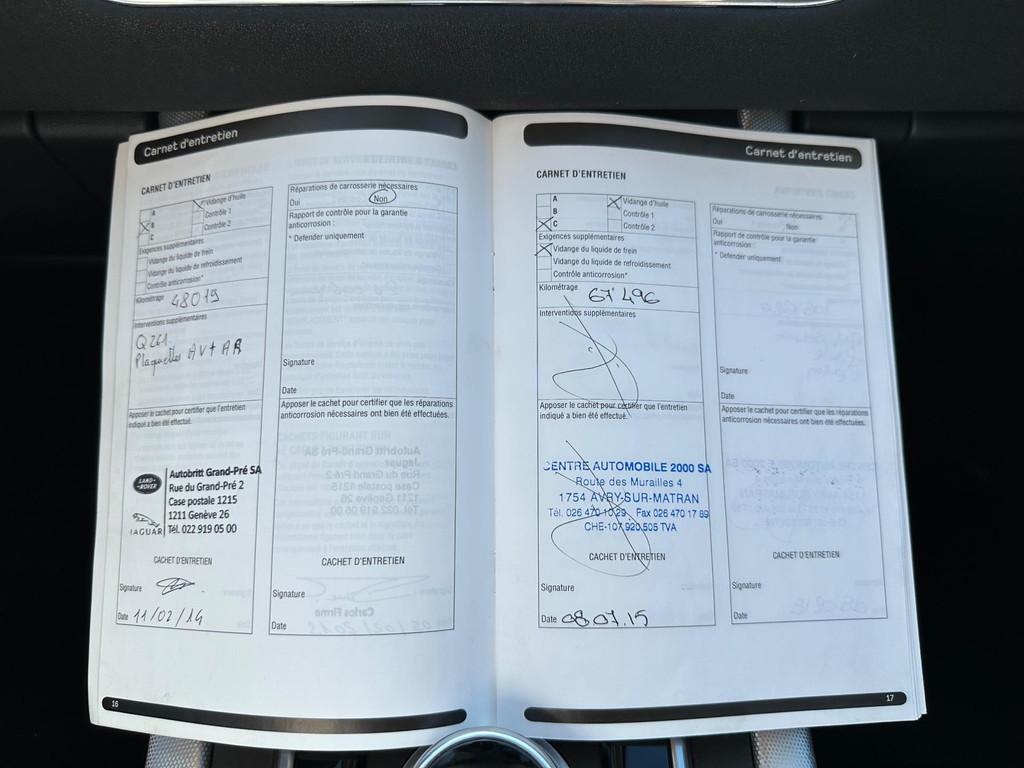 Carnet d'entretien
CARNET D'ENTRETIEN
A
B
C
Vidange d'huile
Contrôle 1
Contrôle 2
Exigences supplémentaires
Vidange du liquide de frein
Vidange du liquide de refroidissement
Contrôle anticorrosion*
Kilométrage 48019
Interventions supplémentaires
Q261
Plaquettes AV+AR
Apposer le cachet pour certifier que l'entretien
indiqué a bien été effectué.
LAND-
ROVER
JAGUAR
Autobritt Grand-Pré SA
Rue du Grand-Pré 2
Case postale 1215
1211 Genève 26
Tél. 022 919 05 00
CACHET D'ENTRETIEN
Signature
Date 11/02/14
Réparations de carrosserie nécessaires
Oui Non
Rapport de contrôle pour la garantie
anticorrosion :
* Defender uniquement
Signature
Date
Apposer le cachet pour certifier que les réparations
anticorrosion nécessaires ont bien été effectuées.
CACHET D'ENTRETIEN
Signature
Date
16
Carnet d'entretien
CARNET D'ENTRETIEN
A
B
C
Vidange d'huile
Contrôle 1
Contrôle 2
Exigences supplémentaires
Vidange du liquide de frein
Vidange du liquide de refroidissement
Contrôle anticorrosion*
Kilométrage 67'496
Interventions supplémentaires
Apposer le cachet pour certifier que l'entretien
indiqué a bien été effectué.
CENTRE AUTOMOBILE 2000 SA
Route des Murailles 4
1754 AVRY-SUR-MATRAN
Tél. 026 470 10 29 Fax 026 470 17 89
CHE-107.920.505 TVA
CACHET D'ENTRETIEN
Signature
Date 08.07.15
Réparations de carrosserie nécessaires:
Oui Non
Rapport de contrôle pour la garantie
anticorrosion:
* Defender uniquement
Signature
Date
Apposer le cachet pour certifier que les réparations
anticorrosion nécessaires ont bien été effectuées.
CACHET D'ENTRETIEN
Signature
Date
17